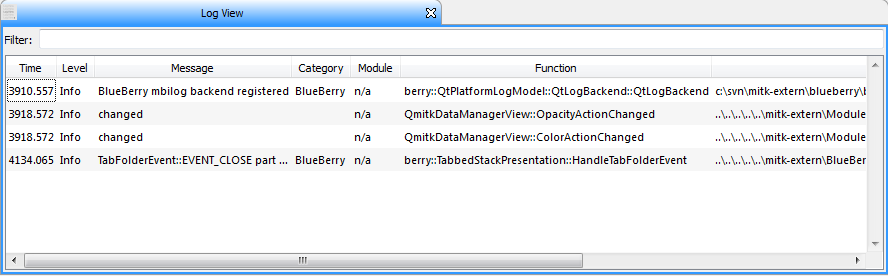 Log View
Filter:
Time Level Message Category Module Function
3910.557 Info BlueBerry mbilog backend registered BlueBerry n/a berry::QtPlatformLogModel::QtLogBackend::QtLogBackend c:\svn\mitk-extern\blueberry\b
3918.572 Info changed n/a QmitkDataManagerView::OpacityActionChanged ..\..\..\..\..\mitk-extern\Module
3918.572 Info changed n/a QmitkDataManagerView::ColorActionChanged ..\..\..\..\..\mitk-extern\Module
4134.065 Info TabFolderEvent::EVENT_CLOSE part ... BlueBerry n/a berry::TabbedStackPresentation::HandleTabFolderEvent ..\..\..\..\..\mitk-extern\BlueBer